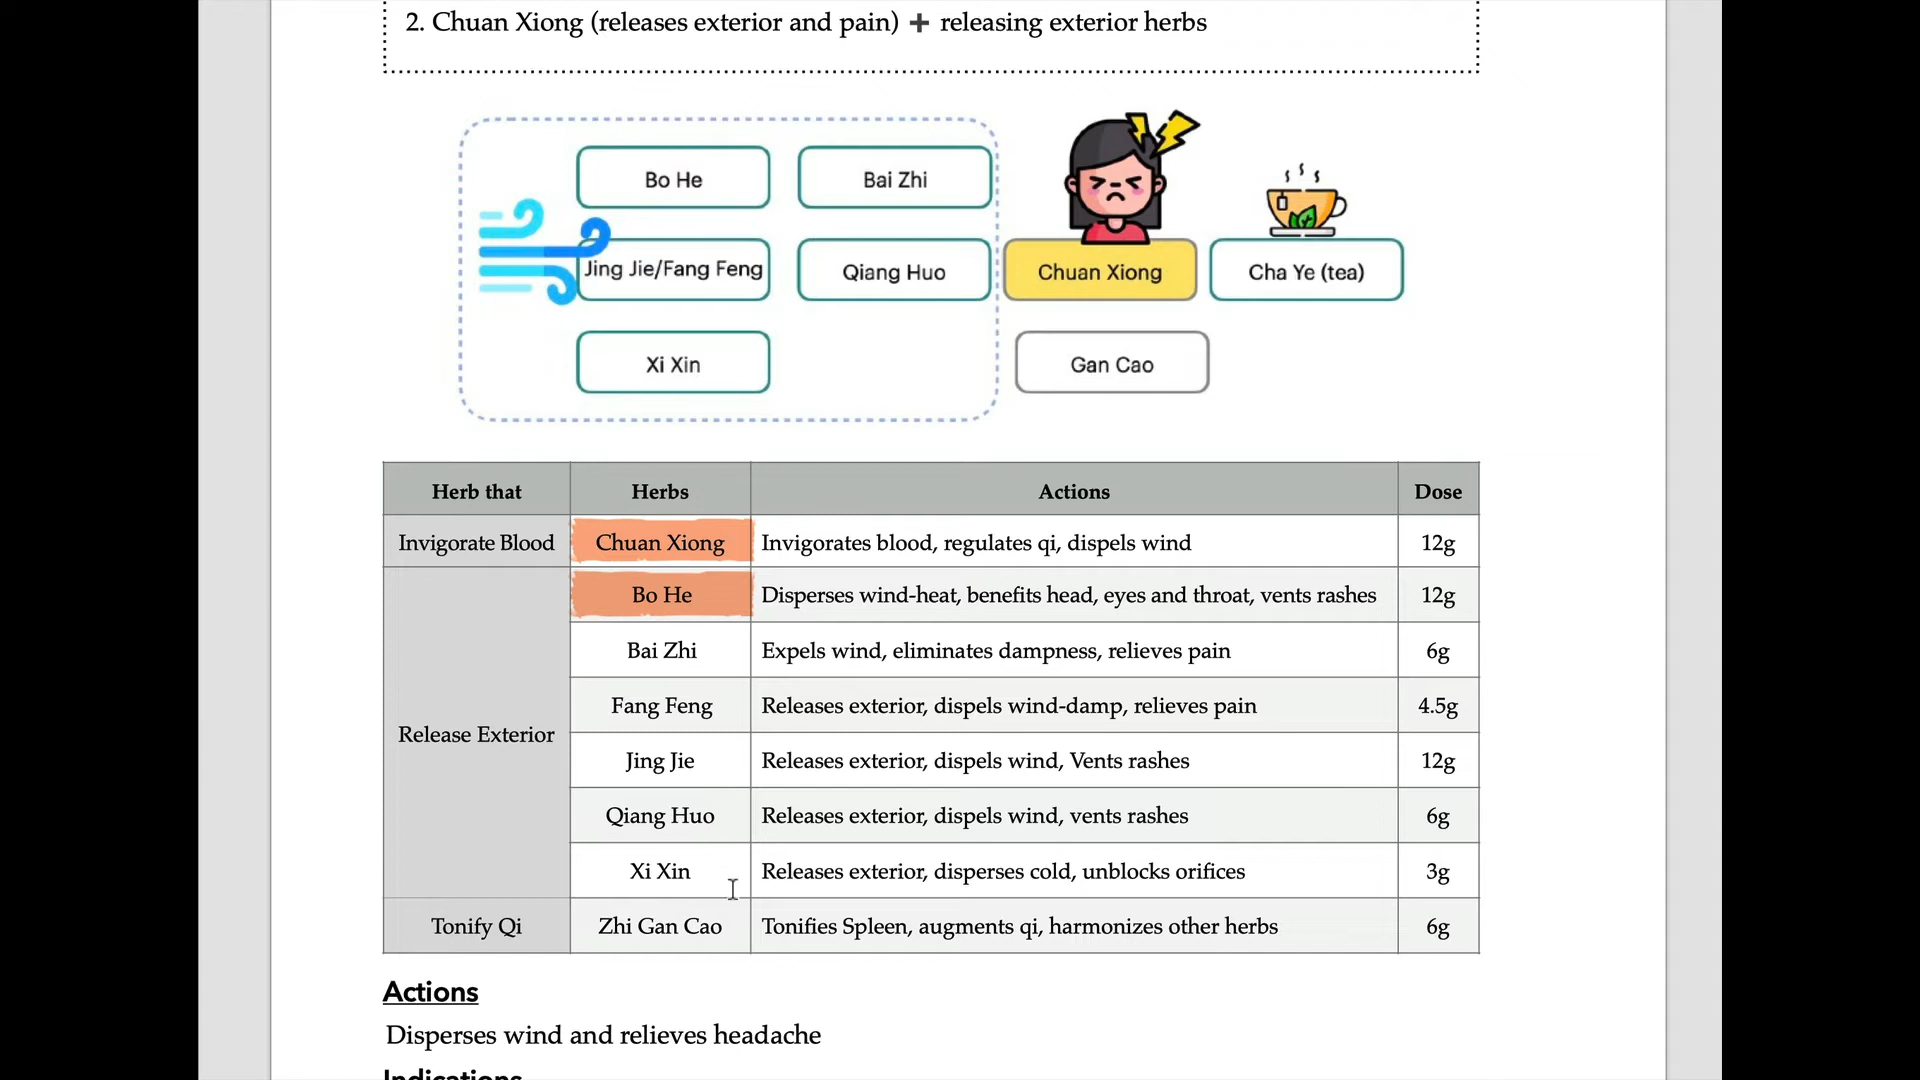 2. Chuan Xiong (releases exterior and pain) ➕ releasing exterior herbs
Bo He
Bai Zhi
Jing Jie/Fang Feng
Qiang Huo
Chuan Xiong
Cha Ye (tea)
Xi Xin
Gan Cao
Herb that Herbs Actions Dose
Invigorate Blood Chuan Xiong Invigorates blood, regulates qi, dispels wind 12g
Release Exterior
Bo He Disperses wind-heat, benefits head, eyes and throat, vents rashes 12g
Bai Zhi Expels wind, eliminates dampness, relieves pain 6g
Fang Feng Releases exterior, dispels wind-damp, relieves pain 4.5g
Jing Jie Releases exterior, dispels wind, Vents rashes 12g
Qiang Huo Releases exterior, dispels wind, vents rashes 6g
Xi Xin Releases exterior, disperses cold, unblocks orifices 3g
Tonify Qi Zhi Gan Cao Tonifies Spleen, augments qi, harmonizes other herbs 6g
Actions
Disperses wind and relieves headache
Indications